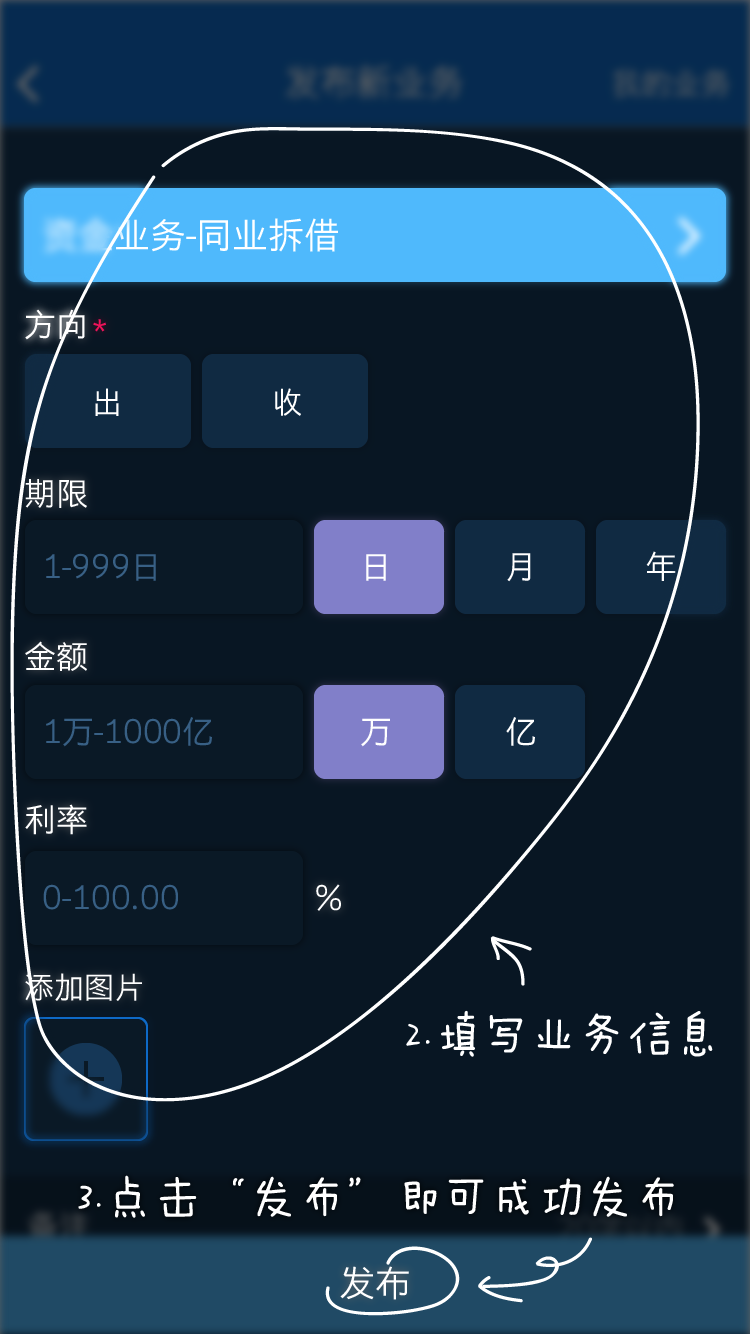 发布新业务 我的业务
资金业务-同业拆借
方向*
出 收
期限
1-999日 日 月 年
金额
1万-1000亿 万 亿
利率
0-100.00 %
添加图片
2.填写业务信息
3.点击“发布”即可成功发布
发布